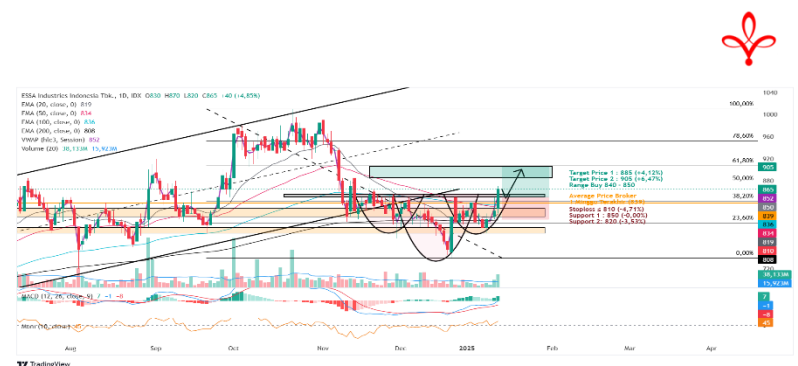 ESSA Industries Indonesia Tbk., 1D, IDX O830 H870 L820 C865 +40 (+4,85%)
EMA (20, close, 0) 819
EMA (50, close, 0) 834
EMA (100, close, 0) 836
EMA (200, close, 0) 808
VWAP (hlc3, Session) 852
Volume (20) 38,113M 15,923M
1040
100,00%
1000
78,60%
960
61,80%
920
905
Target Price 1 : 885 (+4,12%)
Target Price 2 : 905 (+6,47%)
Range Buy 840 - 850
50,00%
880
865
38,20%
852
Average Price Broker
850
Stoploss ≤ 810 (-4,71%)
Support 1 : 850 (-0,00%)
Support 2: 820 (-3,53%)
839
836
23,60%
834
819
810
0,00%
808
720
38,113M
15,923M
MACD (12, 26, close, 9) 7 -1 -8
7
-1
-8
Mom (10, close) 45
45
Aug Sep Oct Nov Dec 2025 Feb Mar Apr
TradingView